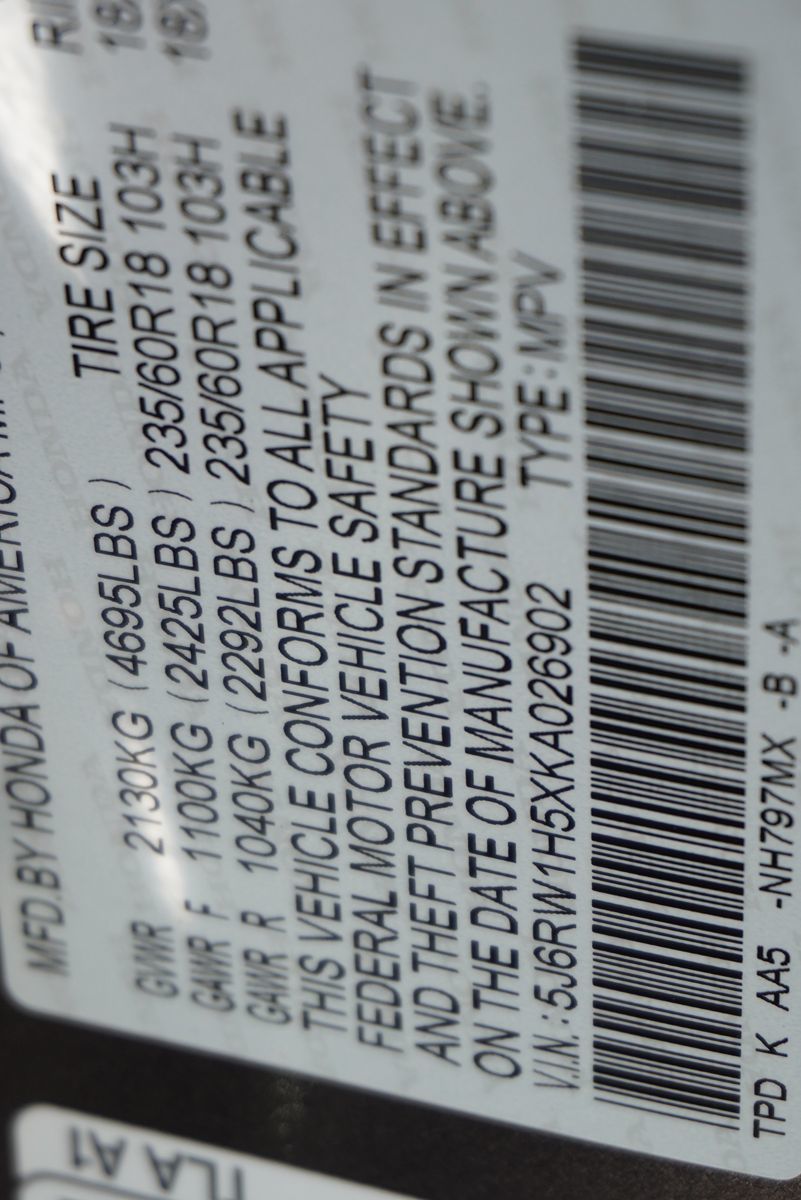 MFD.BY HONDA OF AMERICA
TIRE SIZE
GVWR 2130KG (4695LBS)
GAWR F 1100KG (2425LBS) 235/60R18 103H
GAWR R 1040KG (2292LBS) 235/60R18 103H
THIS VEHICLE CONFORMS TO ALL APPLICABLE
FEDERAL MOTOR VEHICLE SAFETY
AND THEFT PREVENTION STANDARDS IN EFFECT
ON THE DATE OF MANUFACTURE SHOWN ABOVE.
V.I.N.:5J6RW1H5XKA026902 TYPE:MPV
TPD K AA5 -NH797MX -B -A